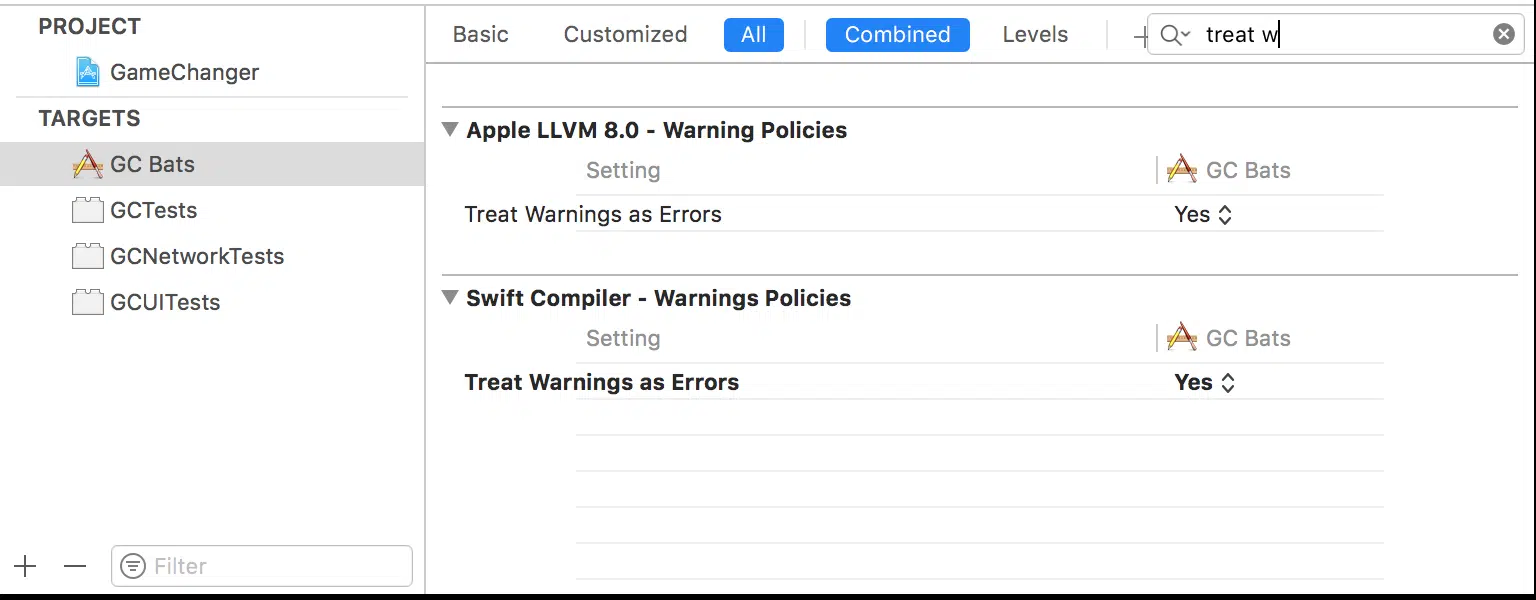 PROJECT
GameChanger
TARGETS
GC Bats
GCTests
GCNetworkTests
GCUITests
Filter
Basic Customized All Combined Levels treat w
Apple LLVM 8.0 - Warning Policies
Setting GC Bats
Treat Warnings as Errors Yes
Swift Compiler - Warnings Policies
Setting GC Bats
Treat Warnings as Errors Yes